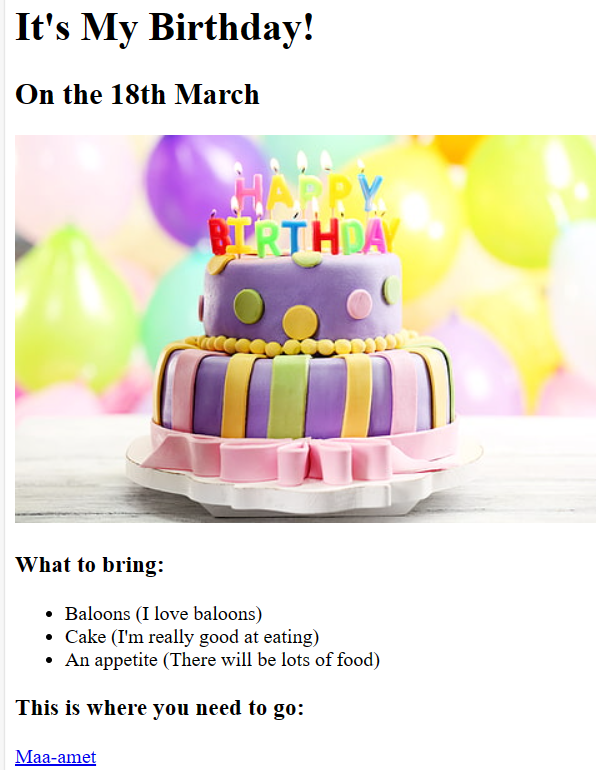 It's My Birthday!
On the 18th March
HAPPY
BIRTHDAY
What to bring:
Baloons (I love baloons)
Cake (I'm really good at eating)
An appetite (There will be lots of food)
This is where you need to go:
Maa-amet